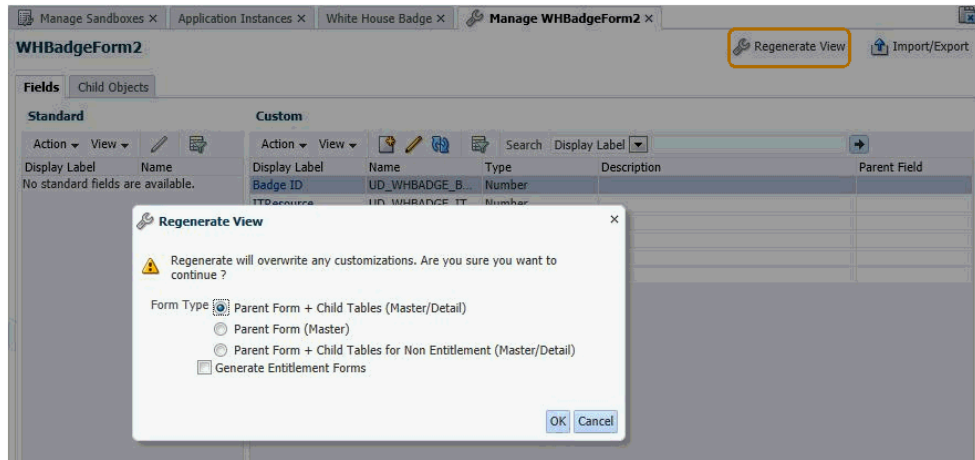 Manage Sandboxes × Application Instances × White House Badge × Manage WHBadgeForm2 ×
WHBadgeForm2 Regenerate View Import/Export
Fields Child Objects
Standard Custom
Action View Action View Search Display Label
Display Label Name Display Label Name Type Description Parent Field
No standard fields are available. Badge ID UD_WHBADGE_B... Number
ITResource UD_WHBADGE_IT Number
Regenerate View ×
Regenerate will overwrite any customizations. Are you sure you want to
continue ?
Form Type Parent Form + Child Tables (Master/Detail)
Parent Form (Master)
Parent Form + Child Tables for Non Entitlement (Master/Detail)
Generate Entitlement Forms
OK Cancel